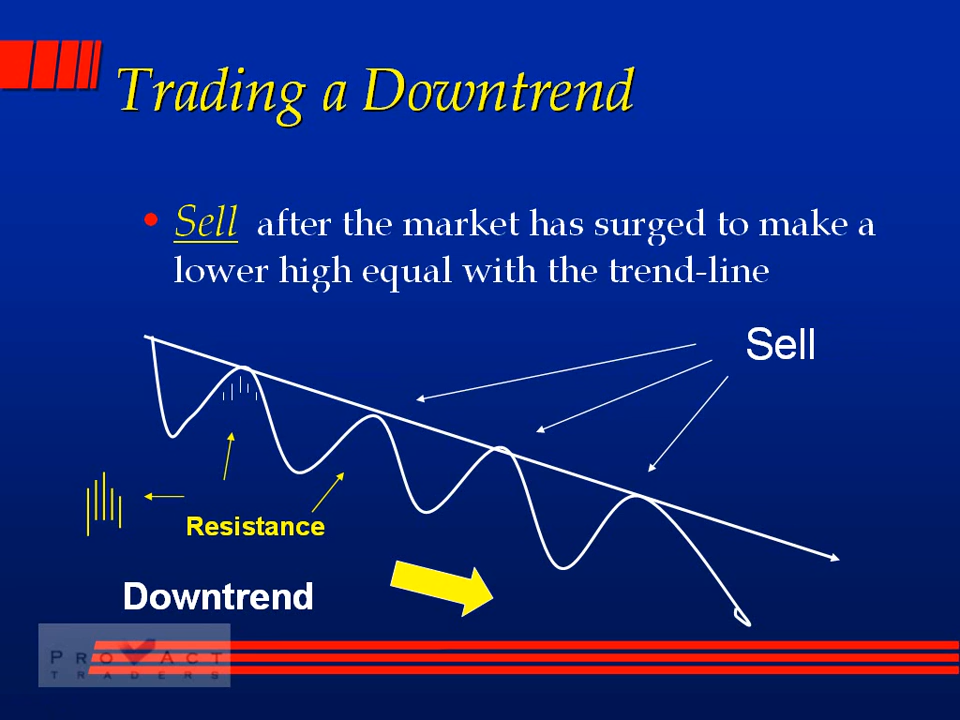 Trading a Downtrend
• Sell after the market has surged to make a
lower high equal with the trend-line
Sell
Resistance
Downtrend
PRO ACT
TRADERS